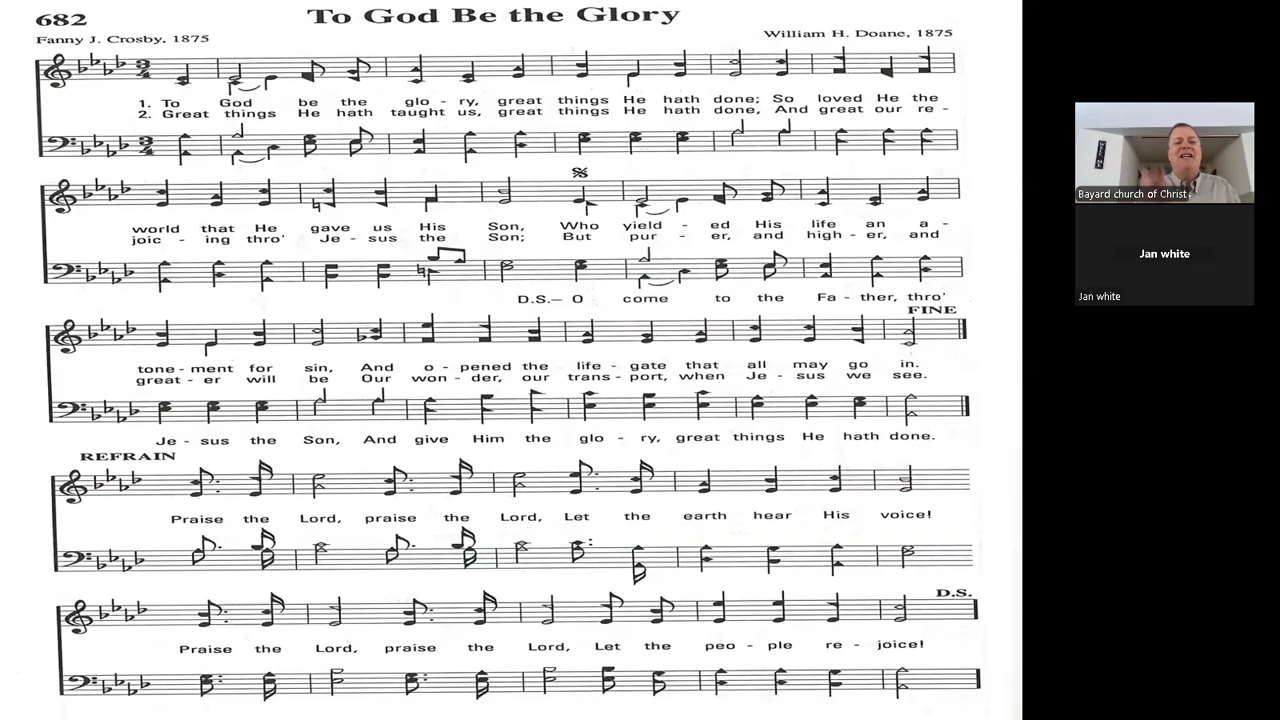 682 To God Be the Glory
Fanny J. Crosby, 1875 William H. Doane, 1875
1. To God be the glo - ry, great things He hath done; So loved He the
2. Great things He hath taught us, great things He hath done, And great our re -
world that He gave us His Son, Who yield - ed His life an a -
joic - ing thro' Je - sus the Son; But pur - er, and high - er, and
D.S.— O come to the Fa - ther, thro'
FINE
tone - ment for sin, And o - pened the life - gate that all may go in.
great - er will be Our won - der, our trans - port, when Je - sus we see.
Je - sus the Son, And give Him the glo - ry, great things He hath done.
REFRAIN
Praise the Lord, praise the Lord, Let the earth hear His voice!
D.S.
Praise the Lord, praise the Lord, Let the peo - ple re - joice!
Bayard church of Christ
Jan white
Jan white